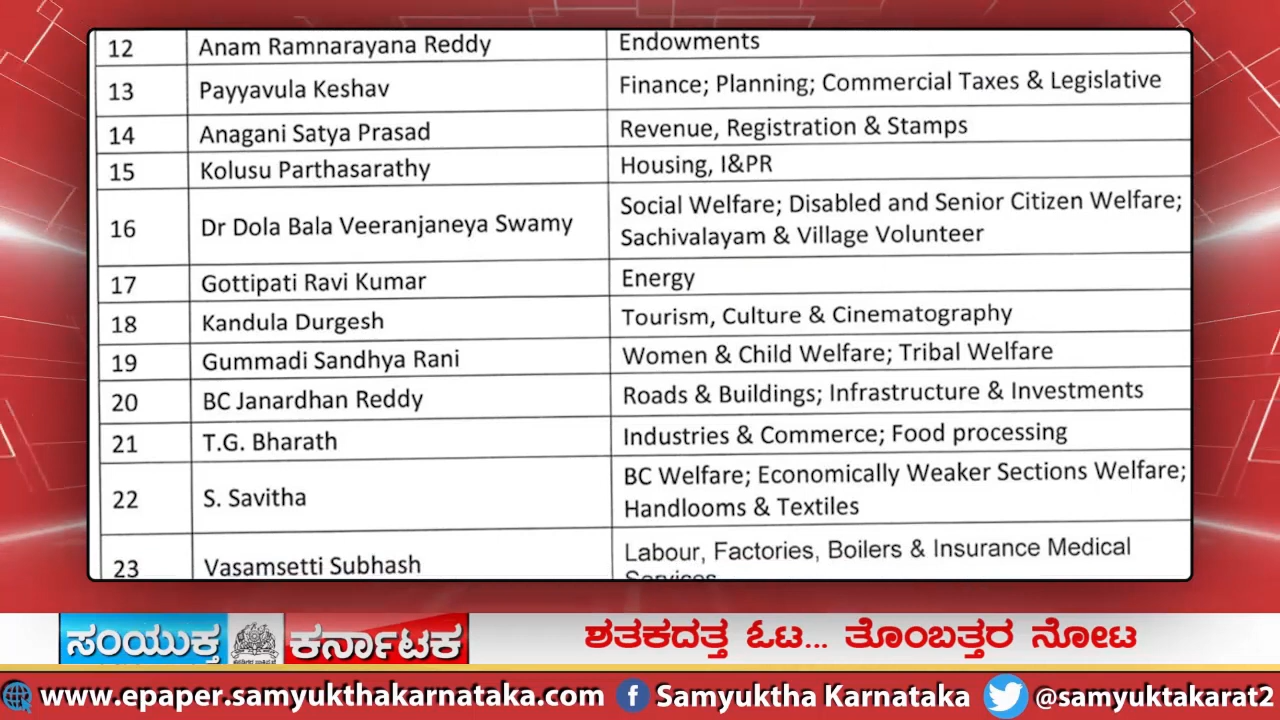 12 Anam Ramnarayana Reddy Endowments
13 Payyavula Keshav Finance; Planning; Commercial Taxes & Legislative
14 Anagani Satya Prasad Revenue, Registration & Stamps
15 Kolusu Parthasarathy Housing, I&PR
16 Dr Dola Bala Veeranjaneya Swamy Social Welfare; Disabled and Senior Citizen Welfare;
Sachivalayam & Village Volunteer
17 Gottipati Ravi Kumar Energy
18 Kandula Durgesh Tourism, Culture & Cinematography
19 Gummadi Sandhya Rani Women & Child Welfare; Tribal Welfare
20 BC Janardhan Reddy Roads & Buildings; Infrastructure & Investments
21 T.G. Bharath Industries & Commerce; Food processing
22 S. Savitha BC Welfare; Economically Weaker Sections Welfare;
Handlooms & Textiles
23 Vasamsetti Subhash Labour, Factories, Boilers & Insurance Medical
Services
ಸಂಯುಕ್ತ ಕರ್ನಾಟಕ ಶತಕದತ್ತ ಓಟ... ತೊಂಬತ್ತರ ನೋಟ
www.epaper.samyukthakarnataka.com Samyuktha Karnataka @samyuktakarat2